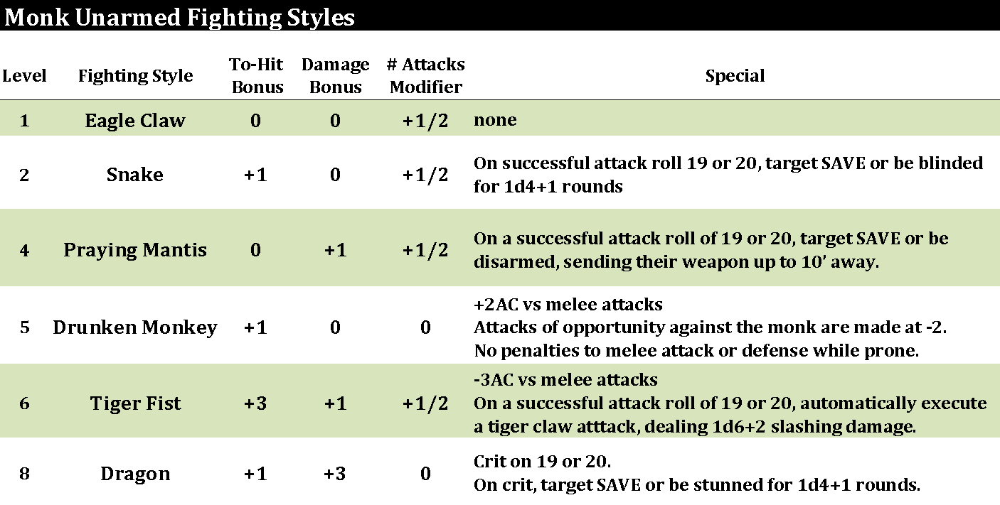 Monk Unarmed Fighting Styles
Level Fighting Style To-Hit Bonus Damage Bonus # Attacks Modifier Special
1 Eagle Claw 0 0 +1/2 none
2 Snake +1 0 +1/2 On successful attack roll 19 or 20, target SAVE or be blinded
for 1d4+1 rounds
4 Praying Mantis 0 +1 +1/2 On a successful attack roll of 19 or 20, target SAVE or be
disarmed, sending their weapon up to 10’ away.
5 Drunken Monkey +1 0 0 +2AC vs melee attacks
Attacks of opportunity against the monk are made at -2.
No penalties to melee attack or defense while prone.
6 Tiger Fist +3 +1 +1/2 -3AC vs melee attacks
On a successful attack roll of 19 or 20, automatically execute
a tiger claw atttack, dealing 1d6+2 slashing damage.
8 Dragon +1 +3 0 Crit on 19 or 20.
On crit, target SAVE or be stunned for 1d4+1 rounds.